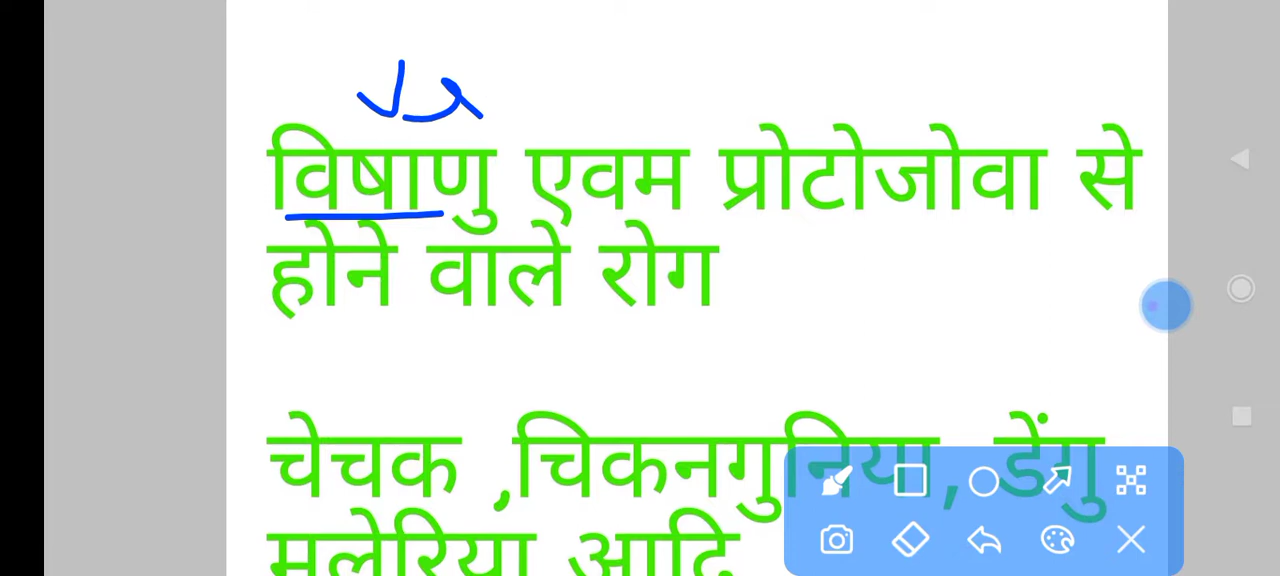 विषाणु एवम प्रोटोजोवा से
होने वाले रोग
चेचक ,चिकनगुनिया, डेंगु
मलेरिया आदि